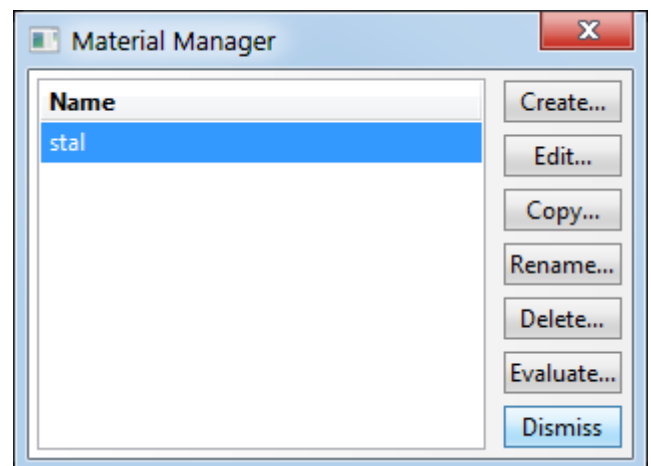 Material Manager
Name
stal
Create...
Edit...
Copy...
Rename...
Delete...
Evaluate...
Dismiss